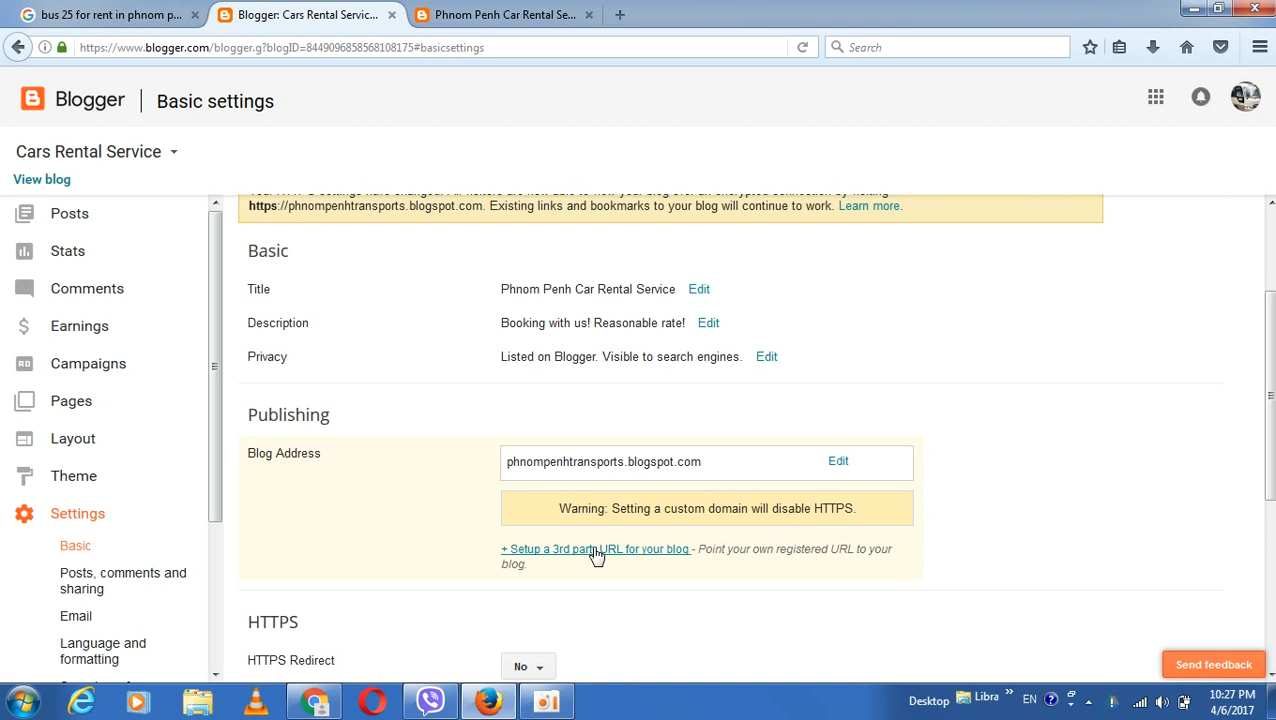 bus 25 for rent in phnom p
Blogger: Cars Rental Servic...
Phnom Penh Car Rental Se...
https://www.blogger.com/blogger.g?blogID=8449096858568108175#basicsettings
Search
Blogger
Basic settings
Cars Rental Service
View blog
https://phnompenhtransports.blogspot.com. Existing links and bookmarks to your blog will continue to work. Learn more.
Posts
Stats
Comments
Earnings
Campaigns
Pages
Layout
Theme
Settings
Basic
Posts, comments and
sharing
Email
Language and
formatting
Basic
Title
Phnom Penh Car Rental Service Edit
Description
Booking with us! Reasonable rate! Edit
Privacy
Listed on Blogger. Visible to search engines. Edit
Publishing
Blog Address
phnompenhtransports.blogspot.com Edit
Warning: Setting a custom domain will disable HTTPS.
+ Setup a 3rd party URL for your blog - Point your own registered URL to your
blog.
HTTPS
HTTPS Redirect
No
Send feedback
Desktop
Libra
EN
10:27 PM
4/6/2017